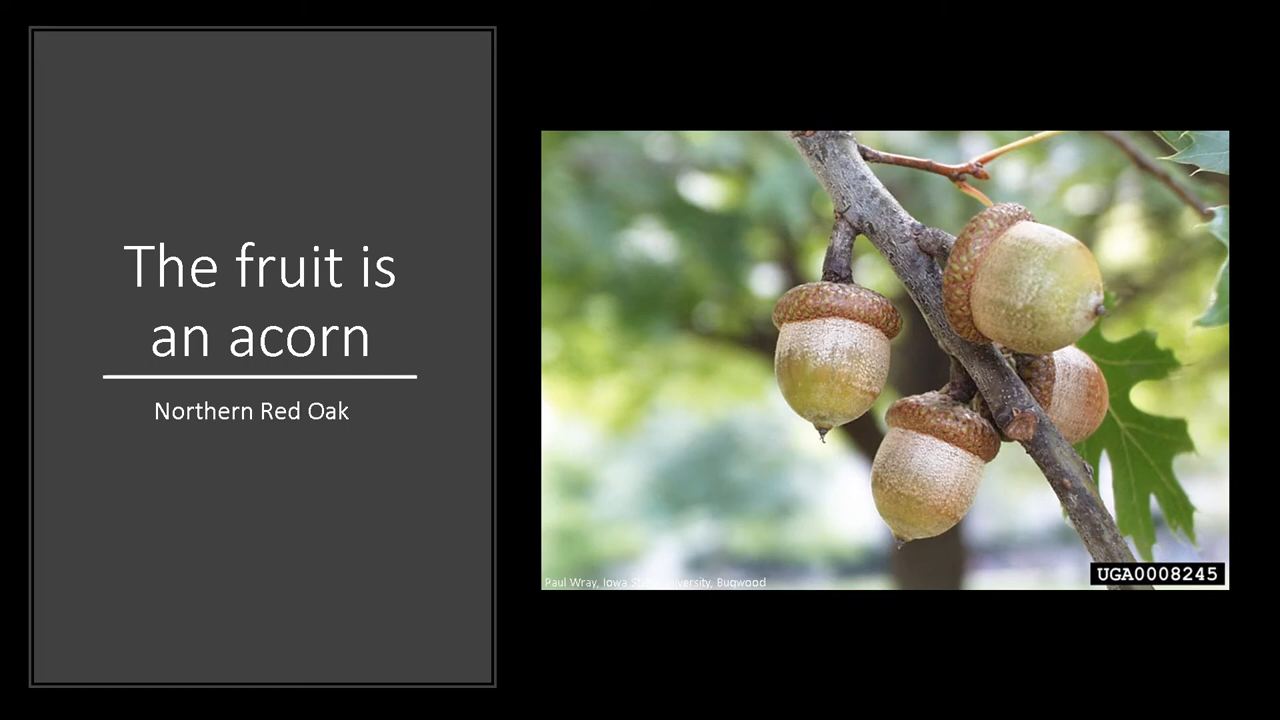 The fruit is
an acorn
Northern Red Oak
Paul Wray, Iowa State University, Bugwood
UGA0008245